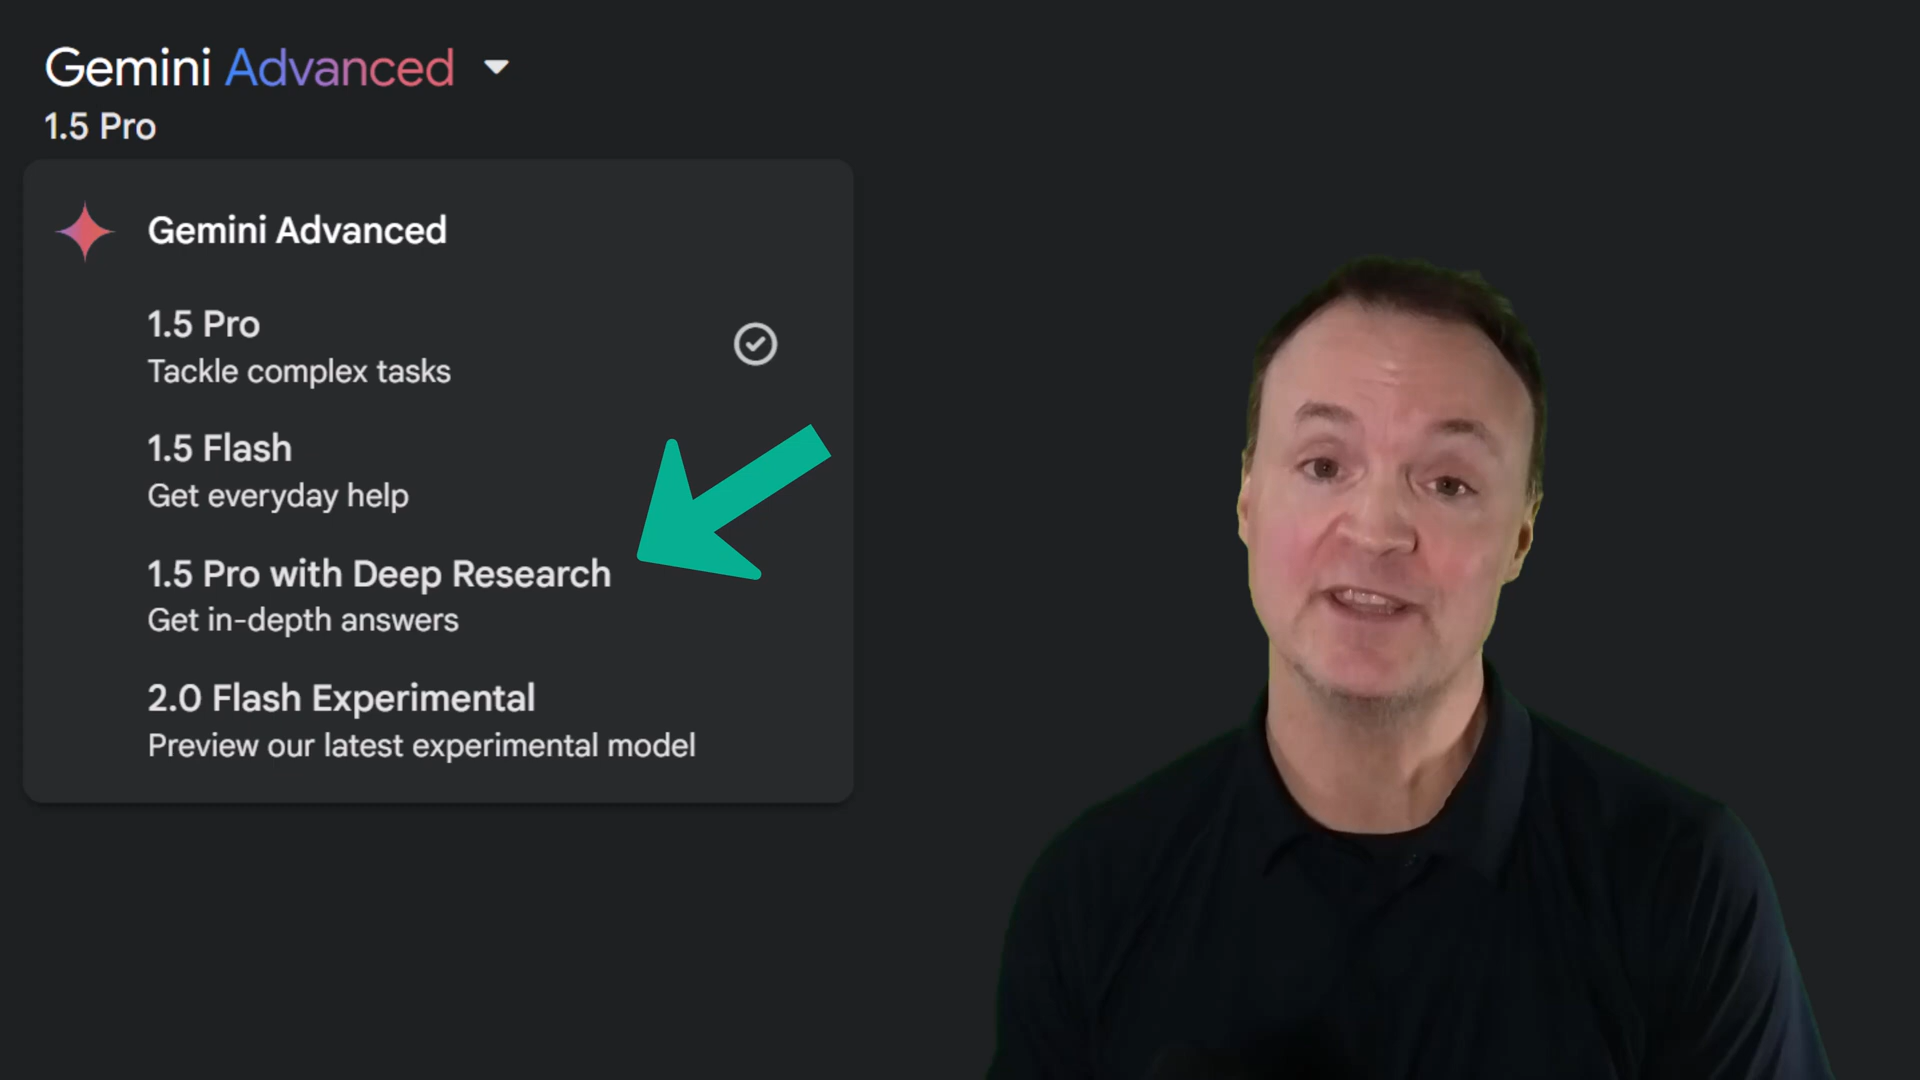 Gemini Advanced
1.5 Pro
Gemini Advanced
1.5 Pro
Tackle complex tasks
1.5 Flash
Get everyday help
1.5 Pro with Deep Research
Get in-depth answers
2.0 Flash Experimental
Preview our latest experimental model